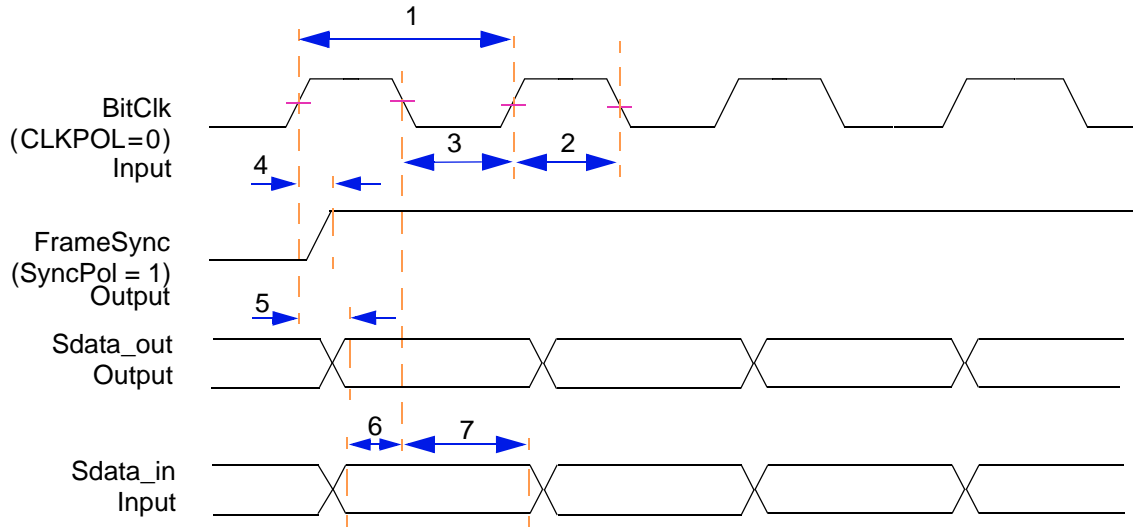 1
BitClk
(CLKPOL=0)
Input
3
2
4
FrameSync
(SyncPol = 1)
Output
5
Sdata_out
Output
6
7
Sdata_in
Input